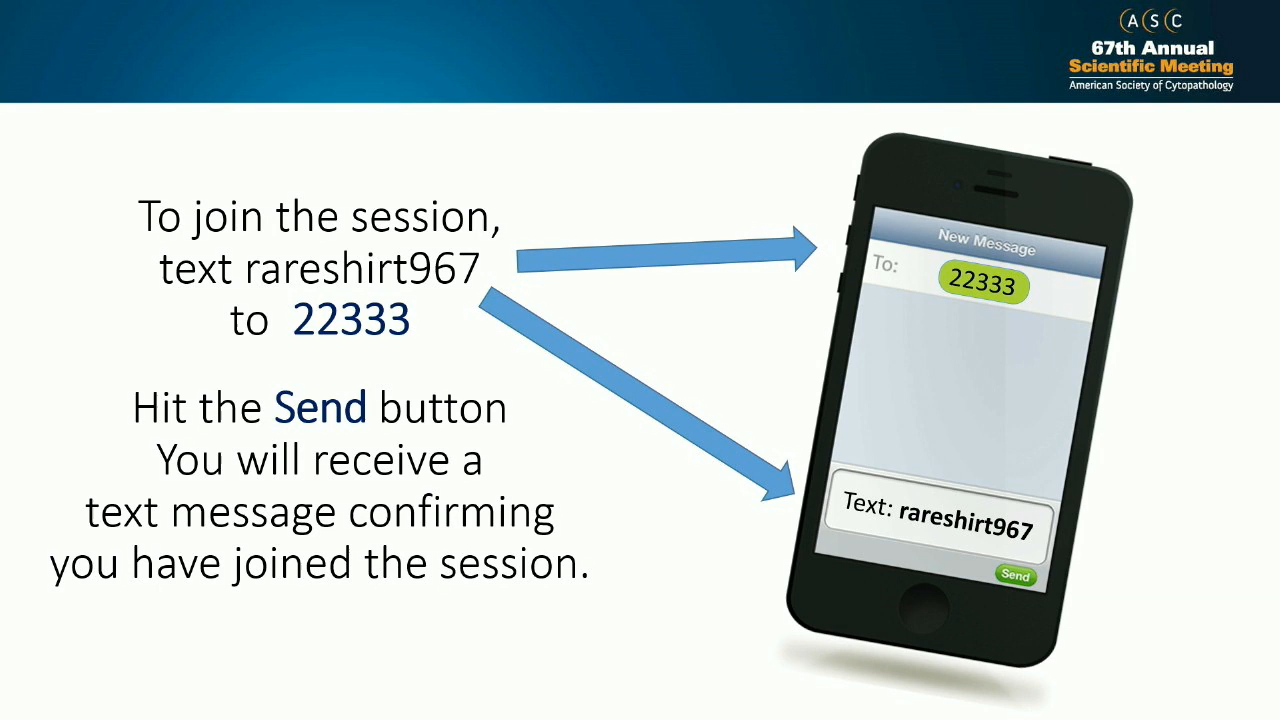 ASC
67th Annual
Scientific Meeting
American Society of Cytopathology
To join the session,
text rareshirt967
to 22333
Hit the Send button
You will receive a
text message confirming
you have joined the session.
New Message
To: 22333
Text: rareshirt967
Send